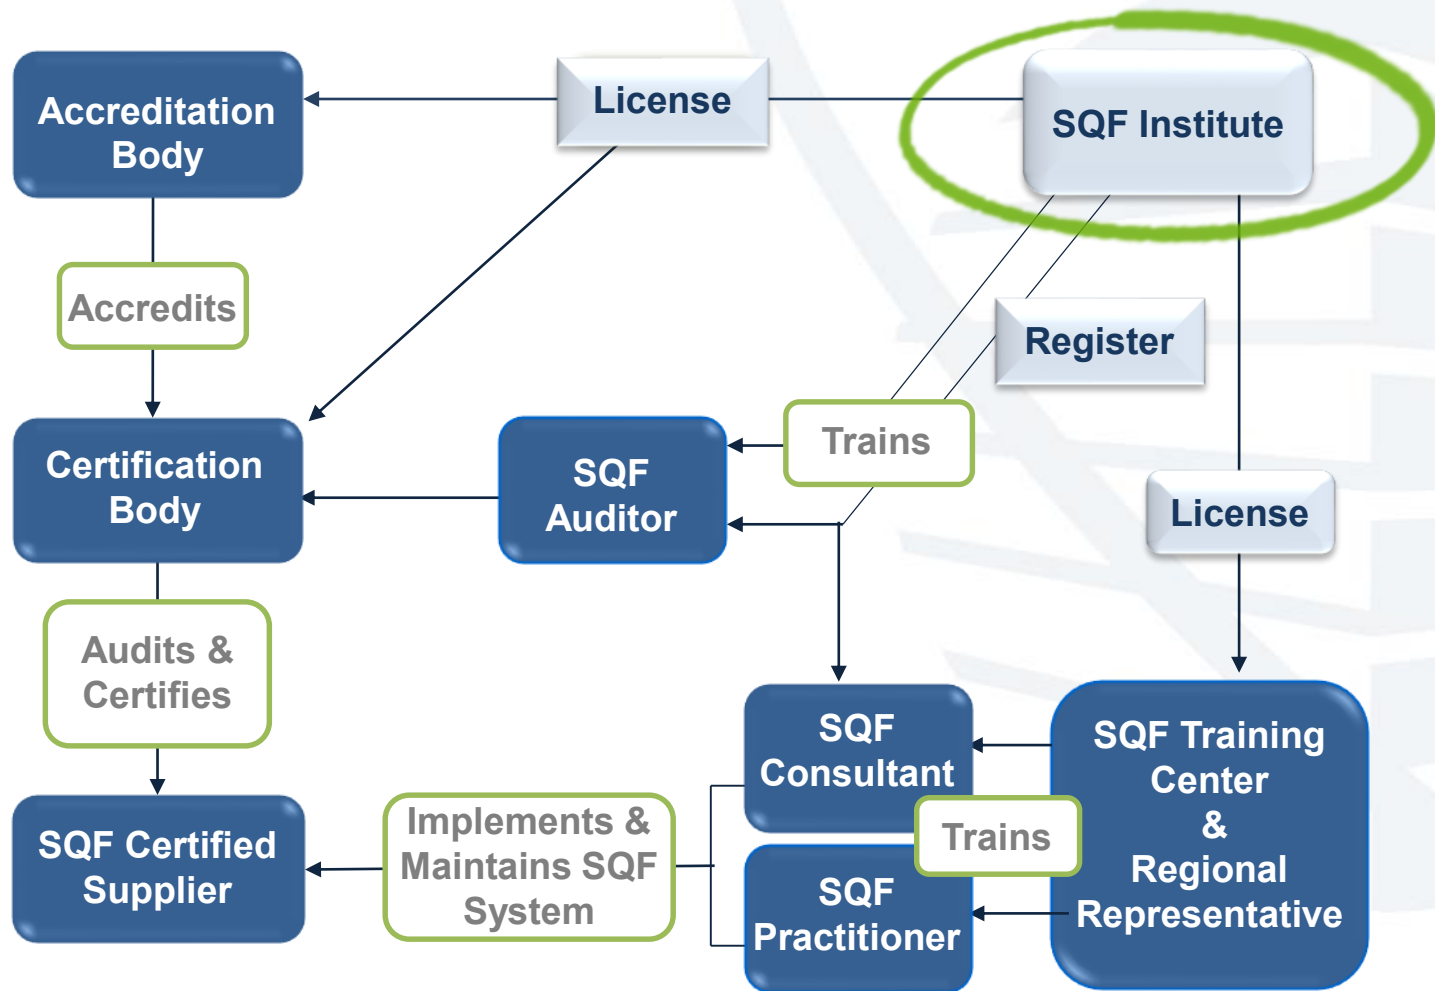 Accreditation
Body
License
SQF Institute
Accredits
Register
Trains
Certification
Body
SQF
Auditor
License
Audits &
Certifies
SQF
Consultant
SQF Training
Center
&
Regional
Representative
Trains
Implements &
Maintains SQF
System
SQF Certified
Supplier
SQF
Practitioner